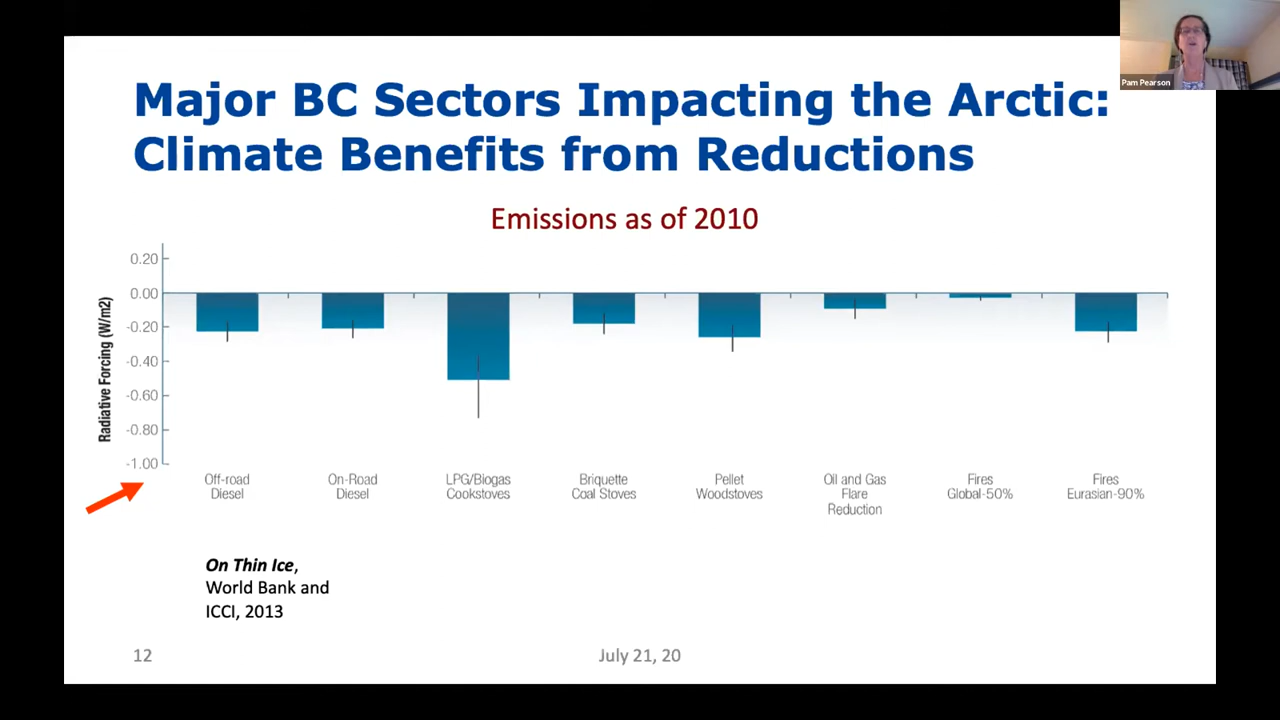 Pam Pearson
Major BC Sectors Impacting the Arctic:
Climate Benefits from Reductions
Emissions as of 2010
Radiative Forcing (W/m2)
0.20
0.00
-0.20
-0.40
-0.60
-0.80
-1.00
Off-road
Diesel
On-Road
Diesel
LPG/Biogas
Cookstoves
Briquette
Coal Stoves
Pellet
Woodstoves
Oil and Gas
Flare
Reduction
Fires
Global-50%
Fires
Eurasian-90%
On Thin Ice,
World Bank and
ICCI, 2013
12
July 21, 20